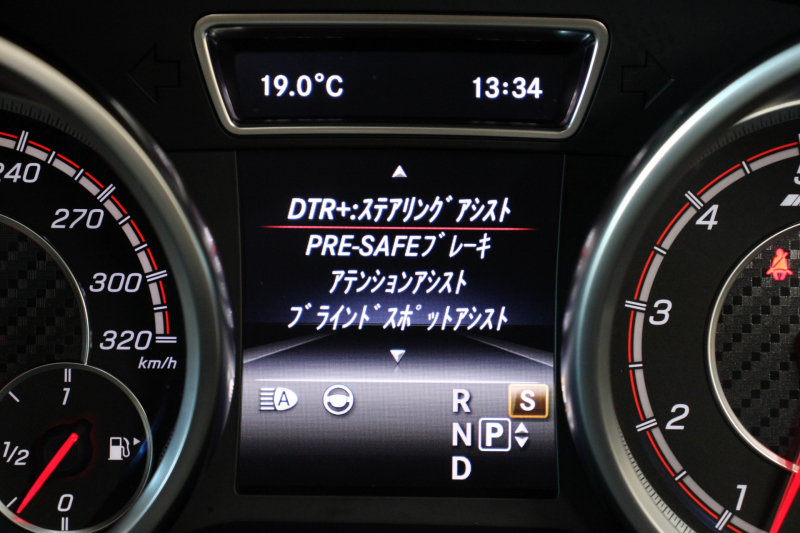 19.0°C 13:34
DTR+:ステアリングアシスト
PRE-SAFEブレーキ
アテンションアシスト
ブラインドスポットアシスト
A
R S
N P
D
240
270
300
320
km/h
1
1/2
0
4
3
2
1